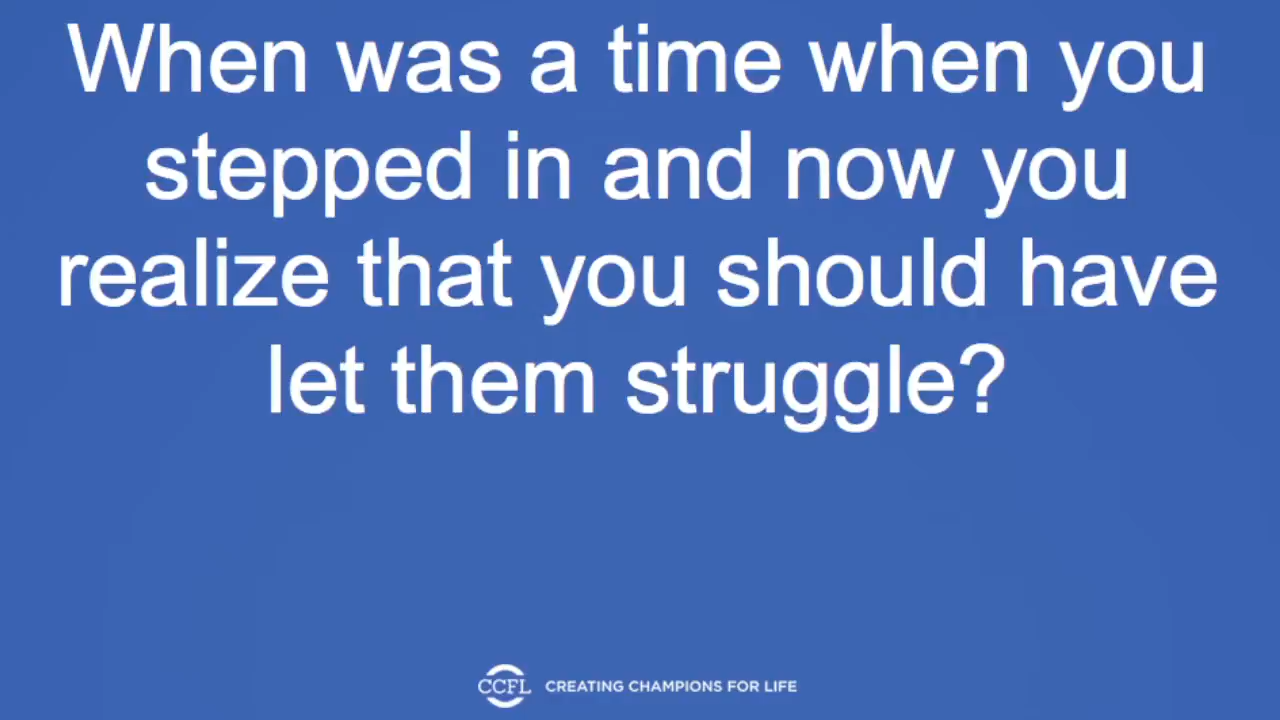 When was a time when you
stepped in and now you
realize that you should have
let them struggle?
CCFL CREATING CHAMPIONS FOR LIFE